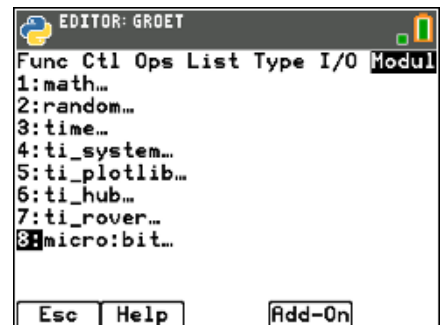 EDITOR: GROET
Func Ctl Ops List Type I/O Modul
1:math…
2:random…
3:time…
4:ti_system…
5:ti_plotlib…
6:ti_hub…
7:ti_rover…
8:micro:bit…
Esc Help Add-On